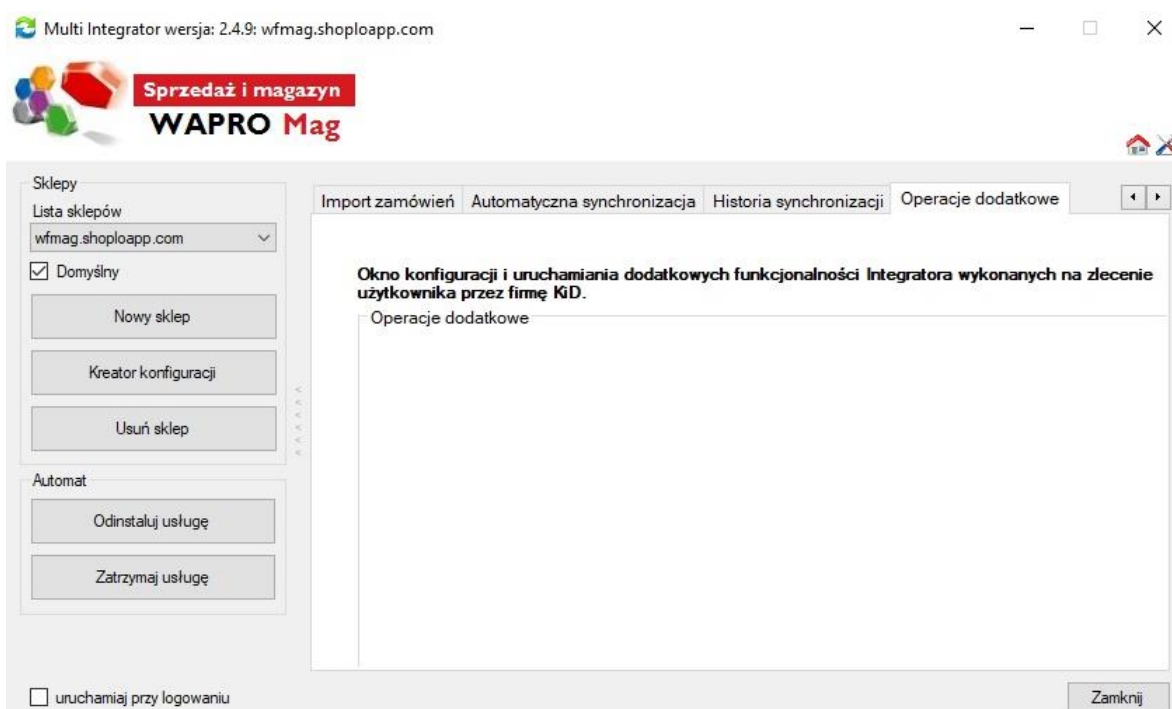 Multi Integrator wersja: 2.4.9: wfmag.shoploapp.com
Sprzedaż i magazyn
WAPRO Mag
Sklepy
Lista sklepów
wfmag.shoploapp.com
Domyślny
Nowy sklep
Kreator konfiguracji
Usuń sklep
Automat
Odinstaluj usługę
Zatrzymaj usługę
uruchamiaj przy logowaniu
Import zamówień
Automatyczna synchronizacja
Historia synchronizacji
Operacje dodatkowe
Okno konfiguracji i uruchamiania dodatkowych funkcjonalności Integratora wykonanych na zlecenie
użytkownika przez firmę KiD.
Operacje dodatkowe
Zamknij